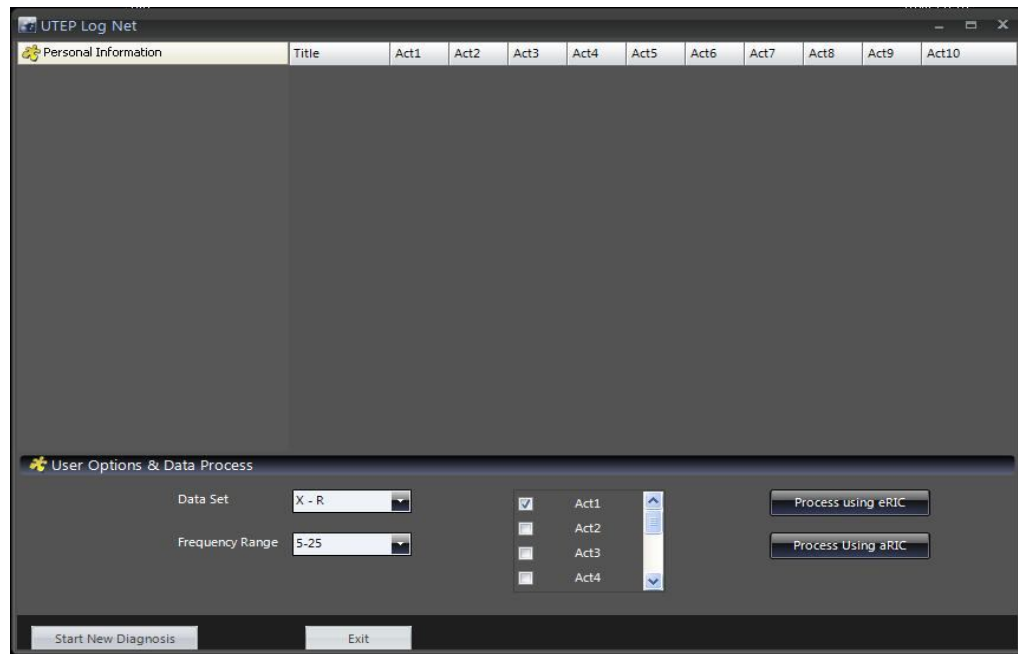 UTEP Log Net
Personal Information Title Act1 Act2 Act3 Act4 Act5 Act6 Act7 Act8 Act9 Act10
User Options & Data Process
Data Set X - R Act1 Process using eRIC
Act2
Frequency Range 5-25 Act3 Process Using aRIC
Act4
Start New Diagnosis Exit